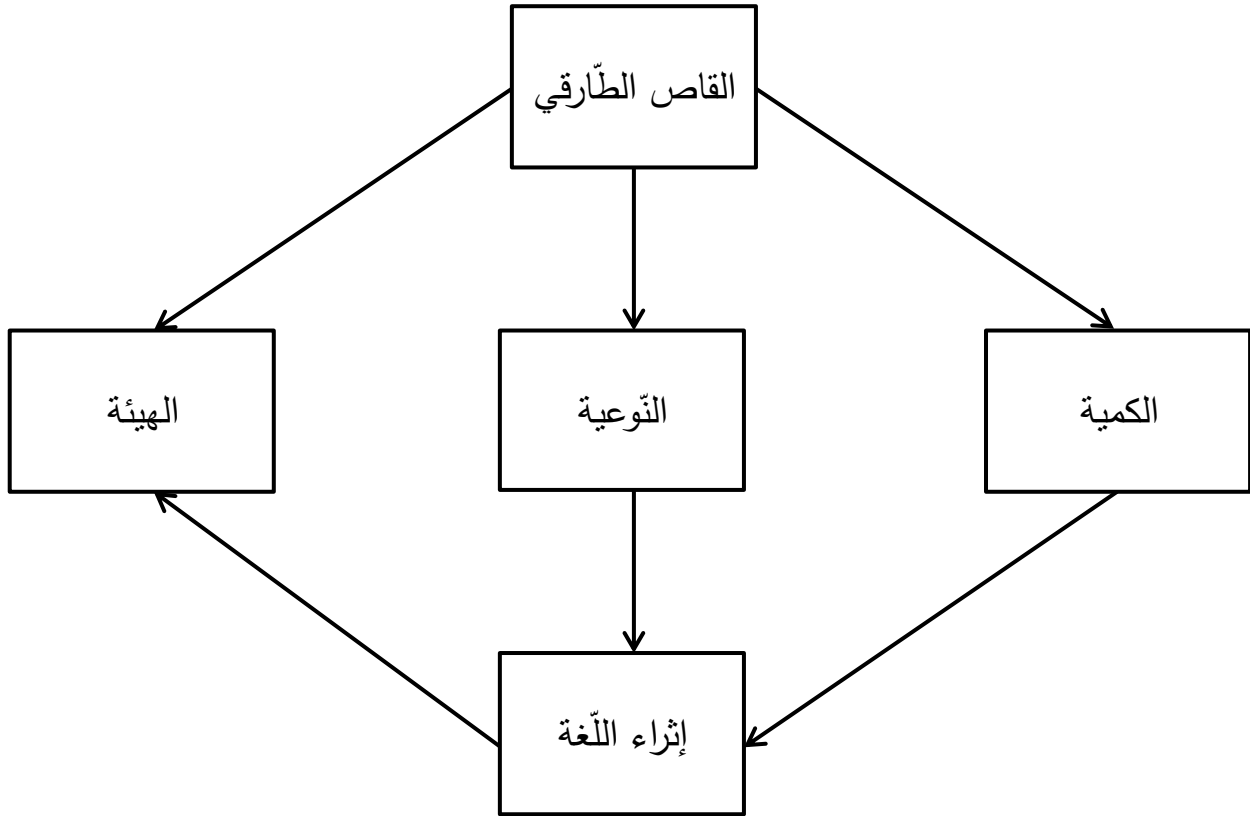 القاص الطّارقي
الكمية
النّوعية
الهيئة
إثراء اللّغة